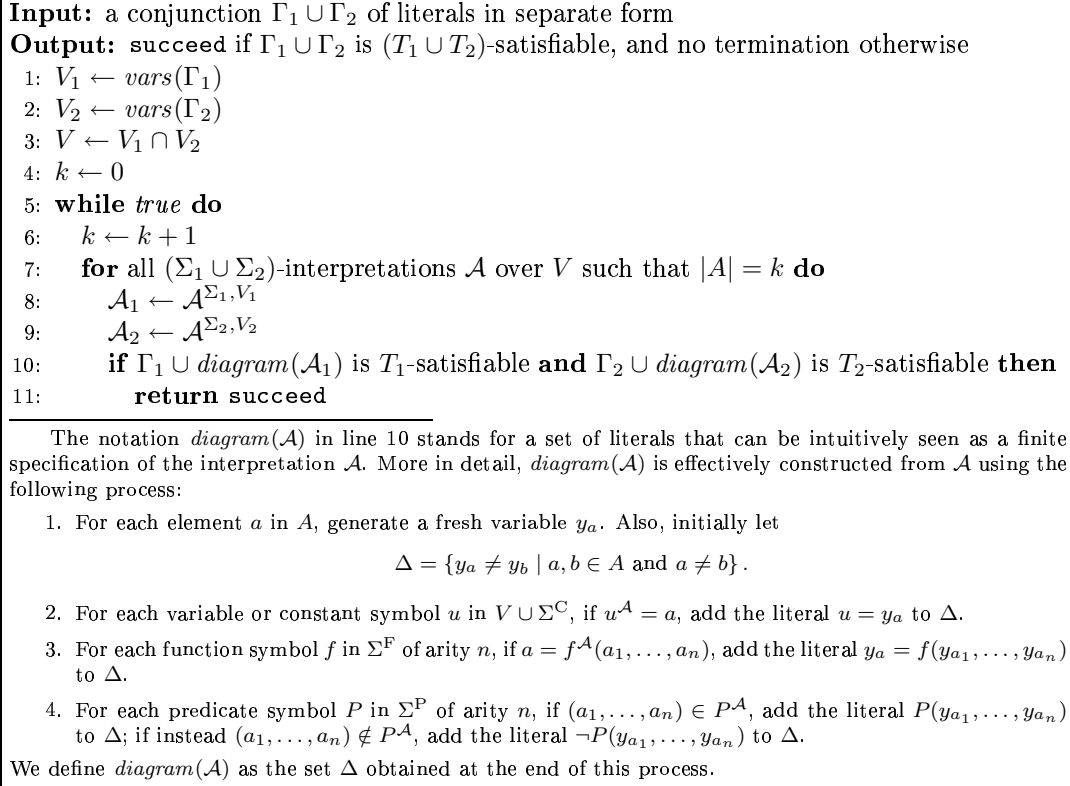 Input: a conjunction Γ₁ ∪ Γ₂ of literals in separate form
Output: succeed if Γ₁ ∪ Γ₂ is (T₁ ∪ T₂)-satisfiable, and no termination otherwise
1: V₁ ← vars(Γ₁)
2: V₂ ← vars(Γ₂)
3: V ← V₁ ∩ V₂
4: k ← 0
5: while true do
6: k ← k + 1
7: for all (Σ₁ ∪ Σ₂)-interpretations 𝒜 over V such that |A| = k do
8: 𝒜₁ ← 𝒜^{Σ₁,V₁}
9: 𝒜₂ ← 𝒜^{Σ₂,V₂}
10: if Γ₁ ∪ diagram(𝒜₁) is T₁-satisfiable and Γ₂ ∪ diagram(𝒜₂) is T₂-satisfiable then
11: return succeed
The notation diagram(𝒜) in line 10 stands for a set of literals that can be intuitively seen as a finite
specification of the interpretation 𝒜. More in detail, diagram(𝒜) is effectively constructed from 𝒜 using the
following process:
1. For each element a in A, generate a fresh variable y_a. Also, initially let
Δ = {y_a ≠ y_b | a, b ∈ A and a ≠ b} .
2. For each variable or constant symbol u in V ∪ Σ^C, if u^𝒜 = a, add the literal u = y_a to Δ.
3. For each function symbol f in Σ^F of arity n, if a = f^𝒜(a₁, . . . , a_n), add the literal y_a = f(y_{a₁}, . . . , y_{a_n})
to Δ.
4. For each predicate symbol P in Σ^P of arity n, if (a₁, . . . , a_n) ∈ P^𝒜, add the literal P(y_{a₁}, . . . , y_{a_n})
to Δ; if instead (a₁, . . . , a_n) ∉ P^𝒜, add the literal ¬P(y_{a₁}, . . . , y_{a_n}) to Δ.
We define diagram(𝒜) as the set Δ obtained at the end of this process.